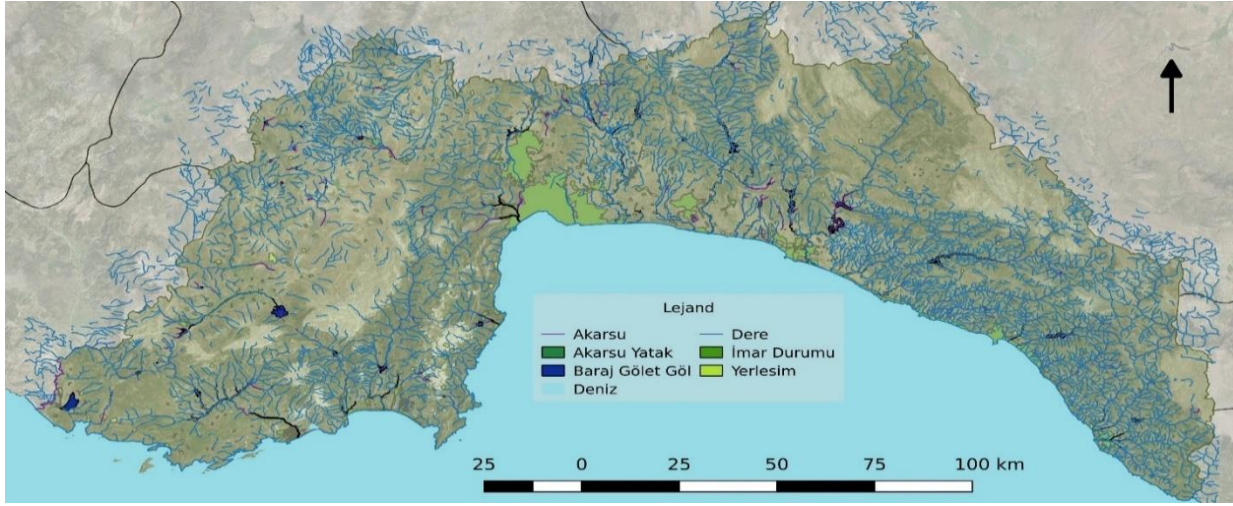 Lejand
Akarsu
Dere
Akarsu Yatak
İmar Durumu
Baraj Gölet Göl
Yerlesim
Deniz
25 0 25 50 75 100 km